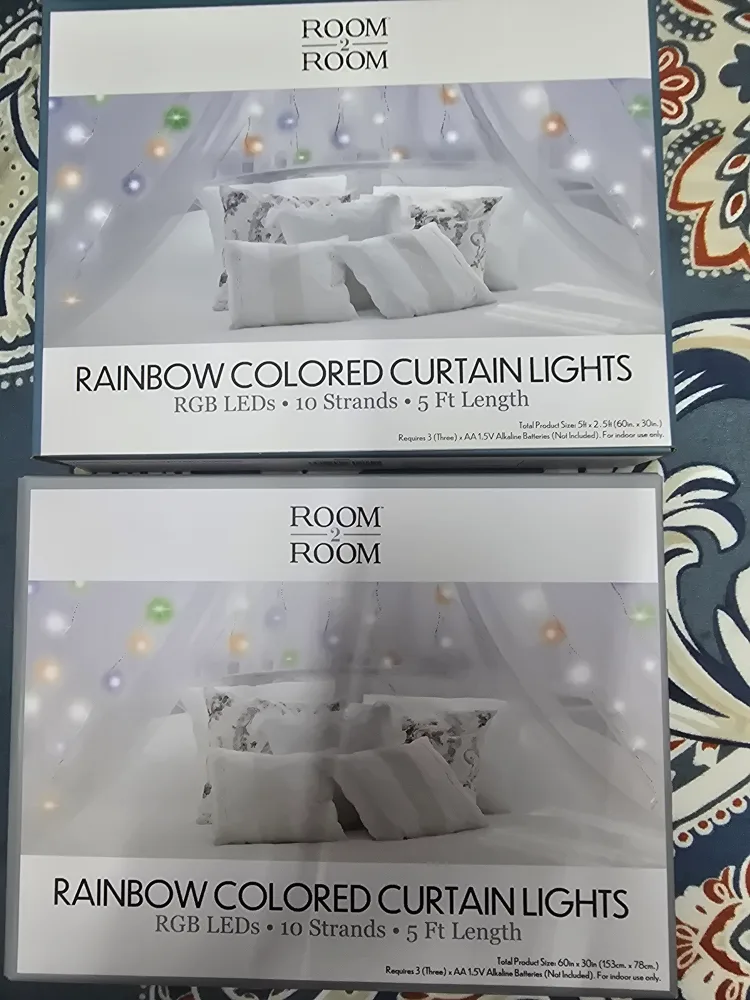 ROOM
2
ROOM
RAINBOW COLORED CURTAIN LIGHTS
RGB LEDs • 10 Strands • 5 Ft Length
Total Product Size: 5ft x 2.5ft (60in. x 30in.)
Requires 3 (Three) x AA 1.5V Alkaline Batteries (Not Included). For indoor use only.
ROOM
2
ROOM
RAINBOW COLORED CURTAIN LIGHTS
RGB LEDs • 10 Strands • 5 Ft Length
Total Product Size: 60in x 30in (153cm. x 78cm.)
Requires 3 (Three) x AA 1.5V Alkaline Batteries (Not Included). For indoor use only.